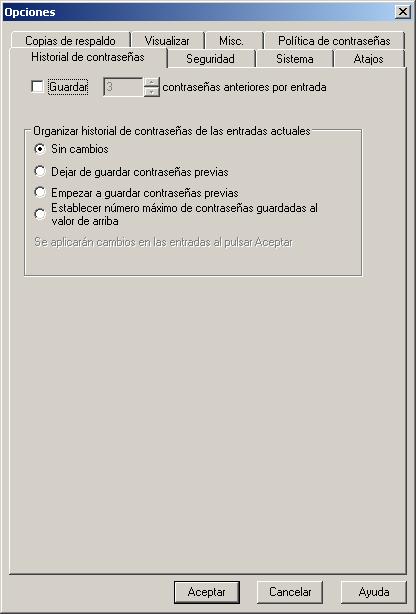 Opciones
Copias de respaldo Visualizar Misc. Política de contraseñas
Historial de contraseñas Seguridad Sistema Atajos
Guardar 3 contraseñas anteriores por entrada
Organizar historial de contraseñas de las entradas actuales
Sin cambios
Dejar de guardar contraseñas previas
Empezar a guardar contraseñas previas
Establecer número máximo de contraseñas guardadas al
valor de arriba
Se aplicarán cambios en las entradas al pulsar Aceptar
Aceptar Cancelar Ayuda